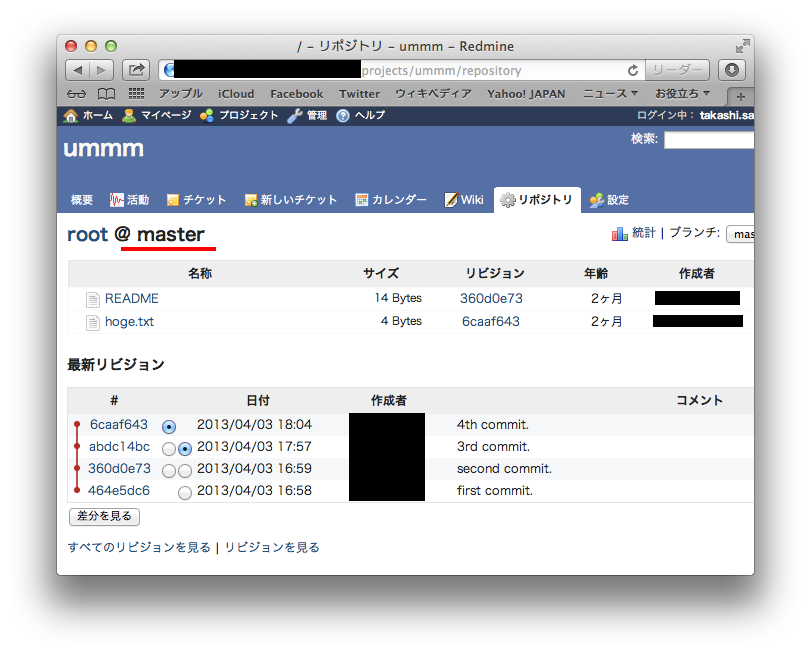 / – リポジトリ – ummm – Redmine
projects/ummm/repository
リーダー
アップル iCloud Facebook Twitter ウィキペディア Yahoo! JAPAN ニュース▼ お役立ち▼
ホーム マイページ プロジェクト 管理 ヘルプ ログイン中： takashi.sa
ummm
検索:
概要 活動 チケット 新しいチケット カレンダー Wiki リポジトリ 設定
root @ master
統計 | ブランチ: mas
名称 サイズ リビジョン 年齢 作成者
README 14 Bytes 360d0e73 2ヶ月
hoge.txt 4 Bytes 6caaf643 2ヶ月
最新リビジョン
# 日付 作成者 コメント
6caaf643 2013/04/03 18:04 4th commit.
abdc14bc 2013/04/03 17:57 3rd commit.
360d0e73 2013/04/03 16:59 second commit.
464e5dc6 2013/04/03 16:58 first commit.
差分を見る
すべてのリビジョンを見る | リビジョンを見る